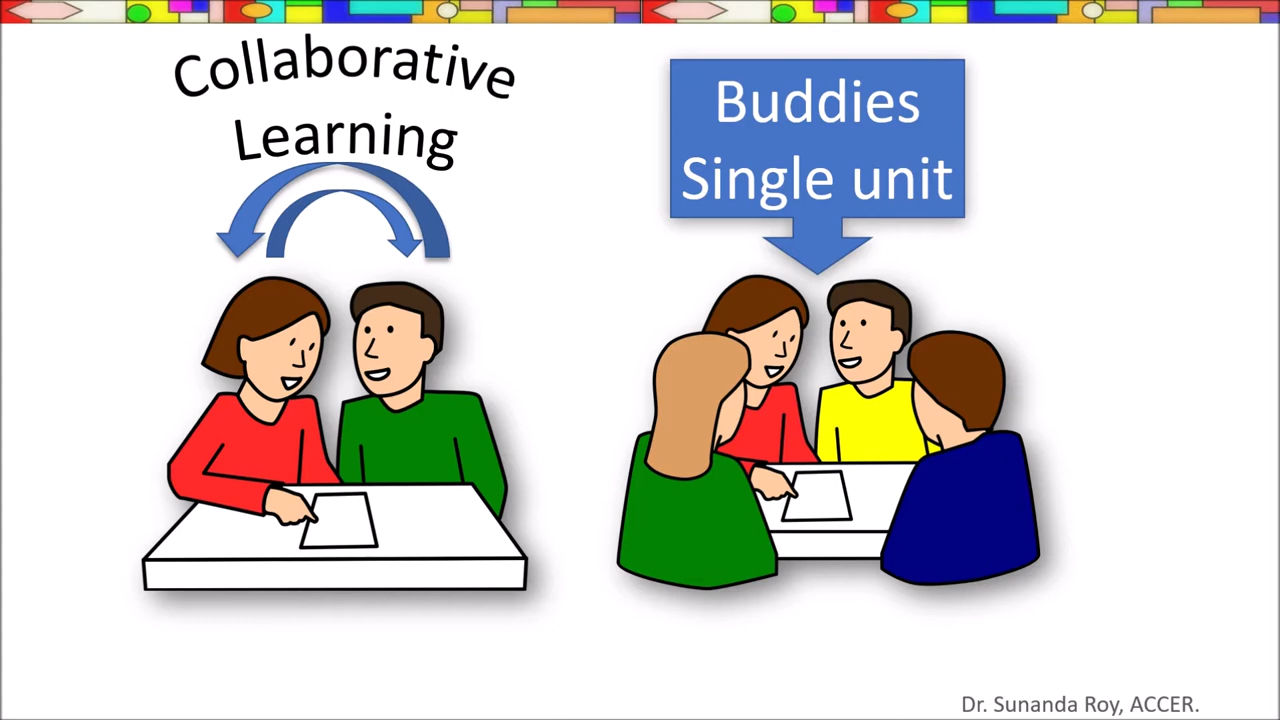 Collaborative
Learning
Buddies
Single unit
Dr. Sunanda Roy, ACCER.